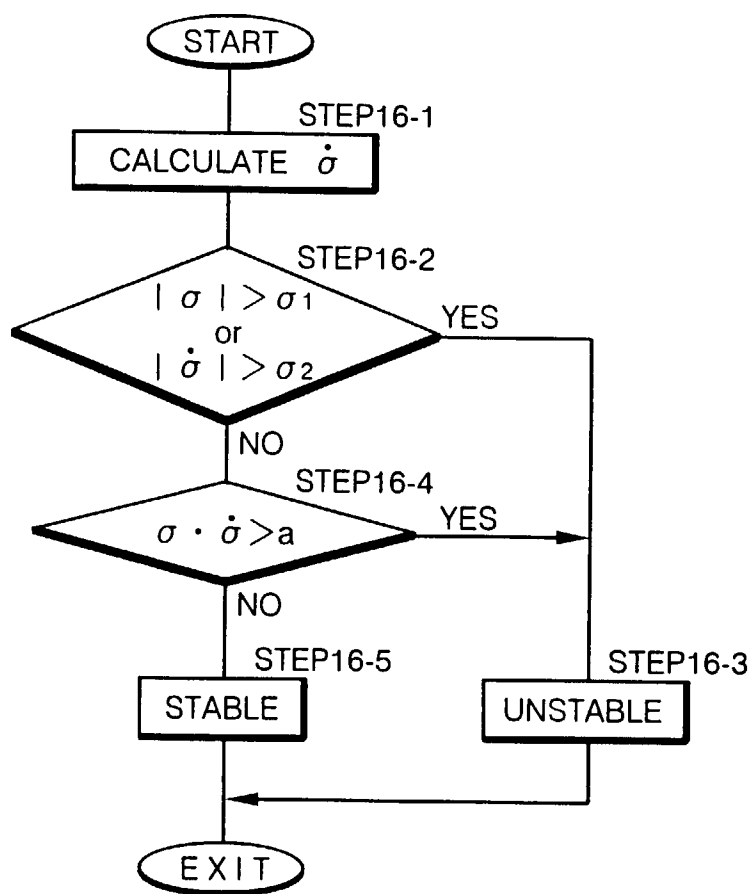 START
STEP16-1
CALCULATE σ̇
STEP16-2
| σ | > σ1
or
| σ̇ | > σ2
YES
NO
STEP16-4
σ · σ̇ > a
YES
NO
STEP16-5
STABLE
STEP16-3
UNSTABLE
EXIT